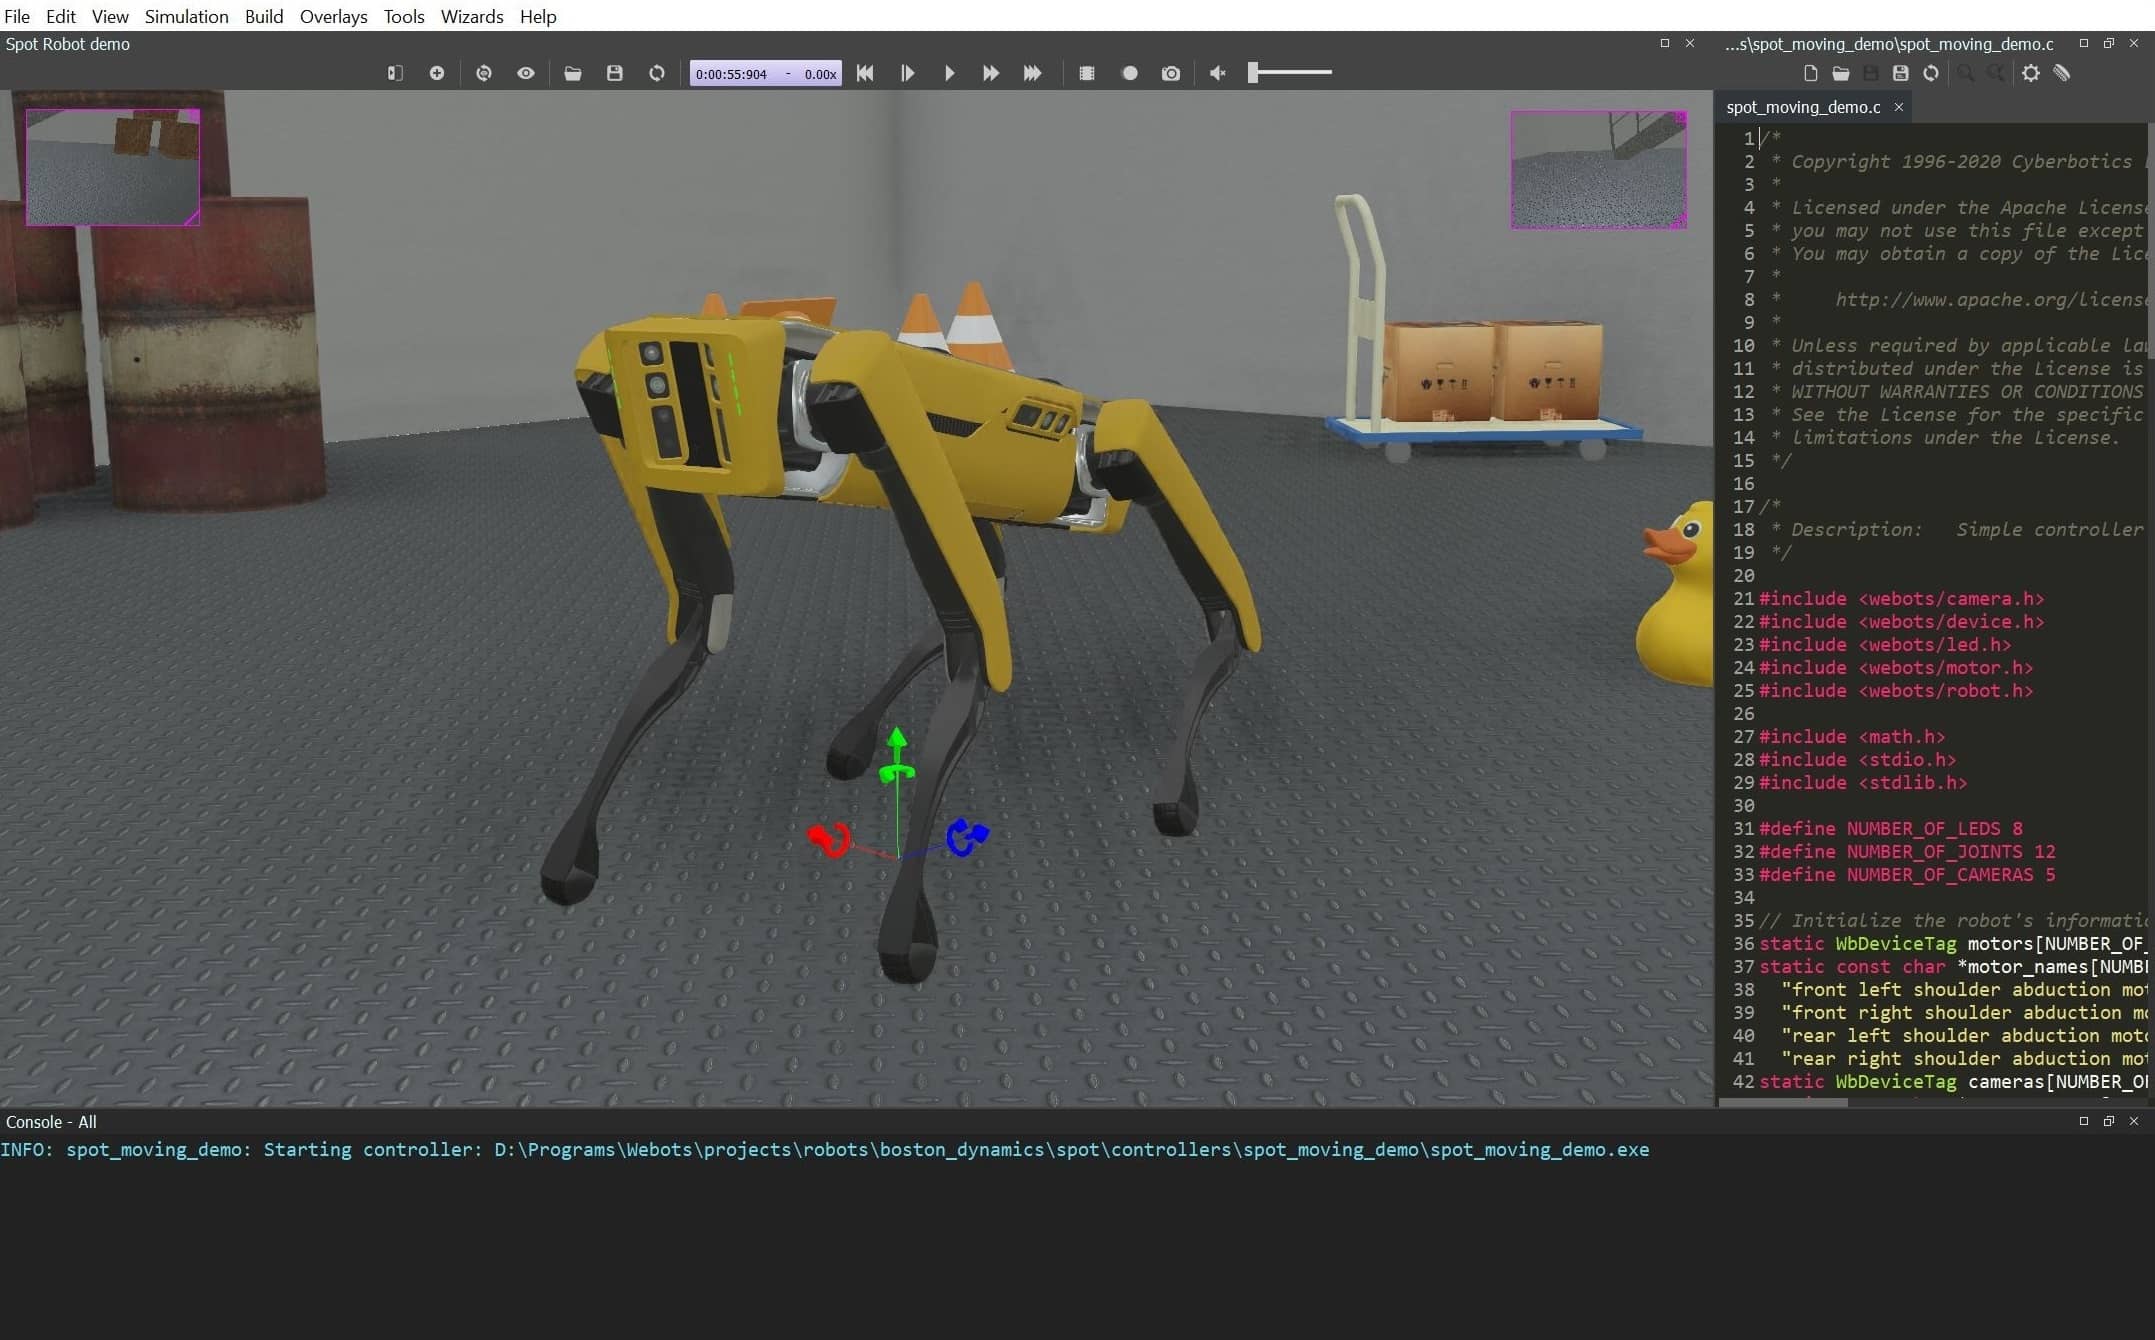 File Edit View Simulation Build Overlays Tools Wizards Help
Spot Robot demo
0:00:55:904 - 0.00x
...s\spot_moving_demo\spot_moving_demo.c
spot_moving_demo.c
1 /*
2 * Copyright 1996-2020 Cyberbotics
3 *
4 * Licensed under the Apache License
5 * you may not use this file except
6 * You may obtain a copy of the Lice
7 *
8 * http://www.apache.org/license
9 *
10 * Unless required by applicable law
11 * distributed under the License is
12 * WITHOUT WARRANTIES OR CONDITIONS
13 * See the License for the specific
14 * limitations under the License.
15 */
16
17 /*
18 * Description: Simple controller
19 */
20
21 #include <webots/camera.h>
22 #include <webots/device.h>
23 #include <webots/led.h>
24 #include <webots/motor.h>
25 #include <webots/robot.h>
26
27 #include <math.h>
28 #include <stdio.h>
29 #include <stdlib.h>
30
31 #define NUMBER_OF_LEDS 8
32 #define NUMBER_OF_JOINTS 12
33 #define NUMBER_OF_CAMERAS 5
34
35 // Initialize the robot's informatio
36 static WbDeviceTag motors[NUMBER_OF_
37 static const char *motor_names[NUMBE
38 "front left shoulder abduction mot
39 "front right shoulder abduction mo
40 "rear left shoulder abduction moto
41 "rear right shoulder abduction mot
42 static WbDeviceTag cameras[NUMBER_OF
Console - All
INFO: spot_moving_demo: Starting controller: D:\Programs\Webots\projects\robots\boston_dynamics\spot\controllers\spot_moving_demo\spot_moving_demo.exe